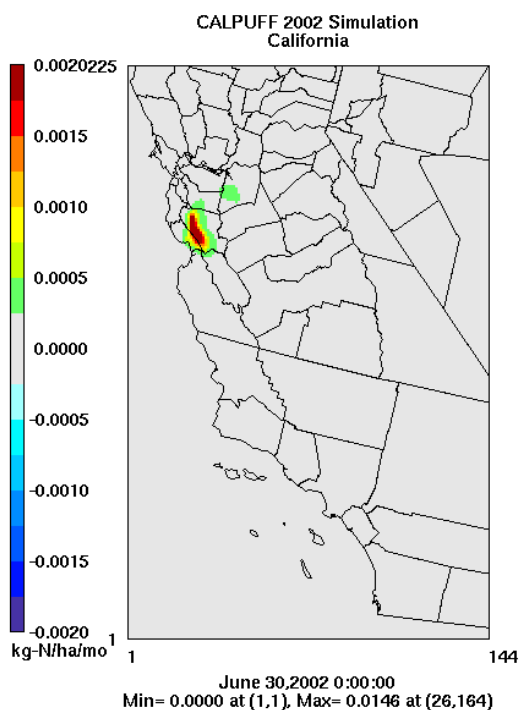 CALPUFF 2002 Simulation
California
0.0020
225
0.0015
0.0010
0.0005
0.0000
-0.0005
-0.0010
-0.0015
-0.0020
kg-N/ha/mo
1
1
144
June 30,2002 0:00:00
Min= 0.0000 at (1,1), Max= 0.0146 at (26,164)